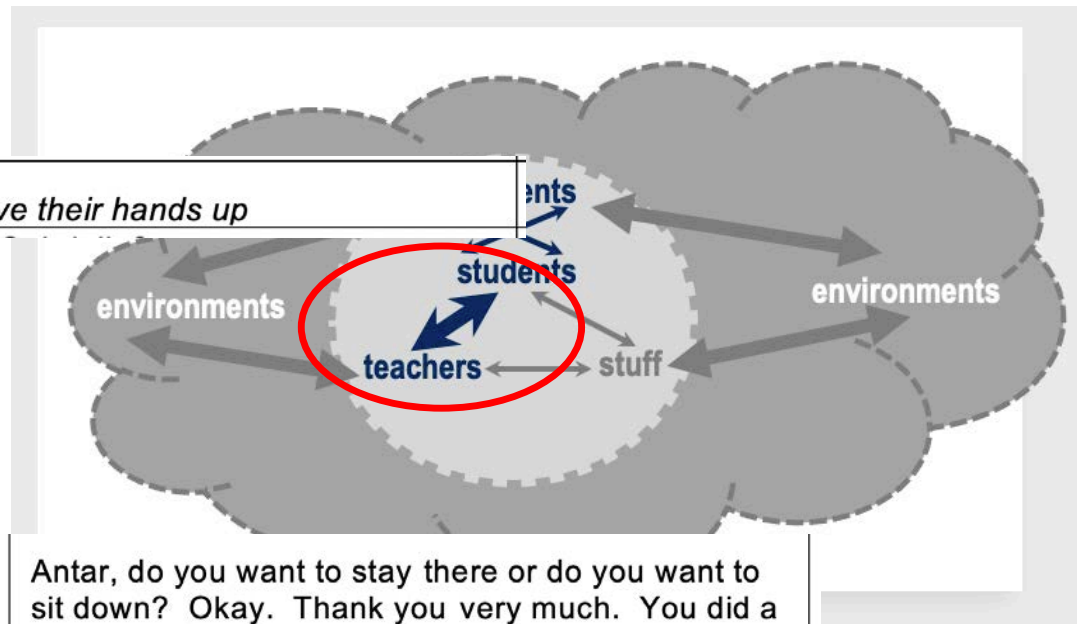 ve their hands up
ents
students
environments
environments
teachers
stuff
Antar, do you want to stay there or do you want to
sit down? Okay. Thank you very much. You did a